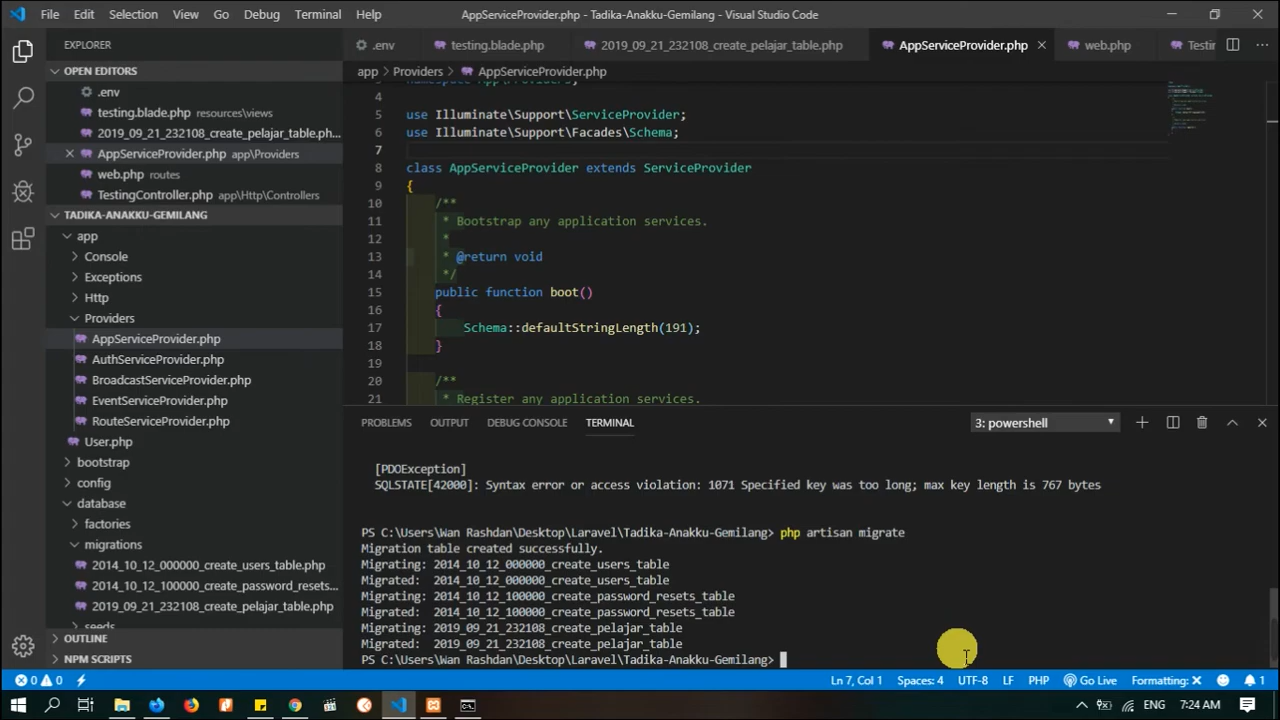 File Edit Selection View Go Debug Terminal Help AppServiceProvider.php - Tadika-Anakku-Gemilang - Visual Studio Code
EXPLORER
.env testing.blade.php 2019_09_21_232108_create_pelajar_table.php AppServiceProvider.php web.php
OPEN EDITORS
.env
testing.blade.php resources\views
2019_09_21_232108_create_pelajar_table.ph...
AppServiceProvider.php app\Providers
web.php routes
TestingController.php app\Http\Controllers
TADIKA-ANAKKU-GEMILANG
app
Console
Exceptions
Http
Providers
AppServiceProvider.php
AuthServiceProvider.php
BroadcastServiceProvider.php
EventServiceProvider.php
RouteServiceProvider.php
User.php
bootstrap
config
database
factories
migrations
2014_10_12_000000_create_users_table.php
2014_10_12_100000_create_password_resets...
2019_09_21_232108_create_pelajar_table.php
seeds
OUTLINE
NPM SCRIPTS
app > Providers > AppServiceProvider.php
namespace App\Providers;
4
5 use Illuminate\Support\ServiceProvider;
6 use Illuminate\Support\Facades\Schema;
7
8 class AppServiceProvider extends ServiceProvider
9 {
10 /**
11 * Bootstrap any application services.
12 *
13 * @return void
14 */
15 public function boot()
16 {
17 Schema::defaultStringLength(191);
18 }
19
20 /**
21 * Register any application services.
PROBLEMS OUTPUT DEBUG CONSOLE TERMINAL 3: powershell
[PDOException]
SQLSTATE[42000]: Syntax error or access violation: 1071 Specified key was too long; max key length is 767 bytes
PS C:\Users\Wan Rashdan\Desktop\Laravel\Tadika-Anakku-Gemilang> php artisan migrate
Migration table created successfully.
Migrating: 2014_10_12_000000_create_users_table
Migrated: 2014_10_12_000000_create_users_table
Migrating: 2014_10_12_100000_create_password_resets_table
Migrated: 2014_10_12_100000_create_password_resets_table
Migrating: 2019_09_21_232108_create_pelajar_table
Migrated: 2019_09_21_232108_create_pelajar_table
PS C:\Users\Wan Rashdan\Desktop\Laravel\Tadika-Anakku-Gemilang>
0 0 Ln 7, Col 1 Spaces: 4 UTF-8 LF PHP Go Live Formatting: 1
ENG 7:24 AM